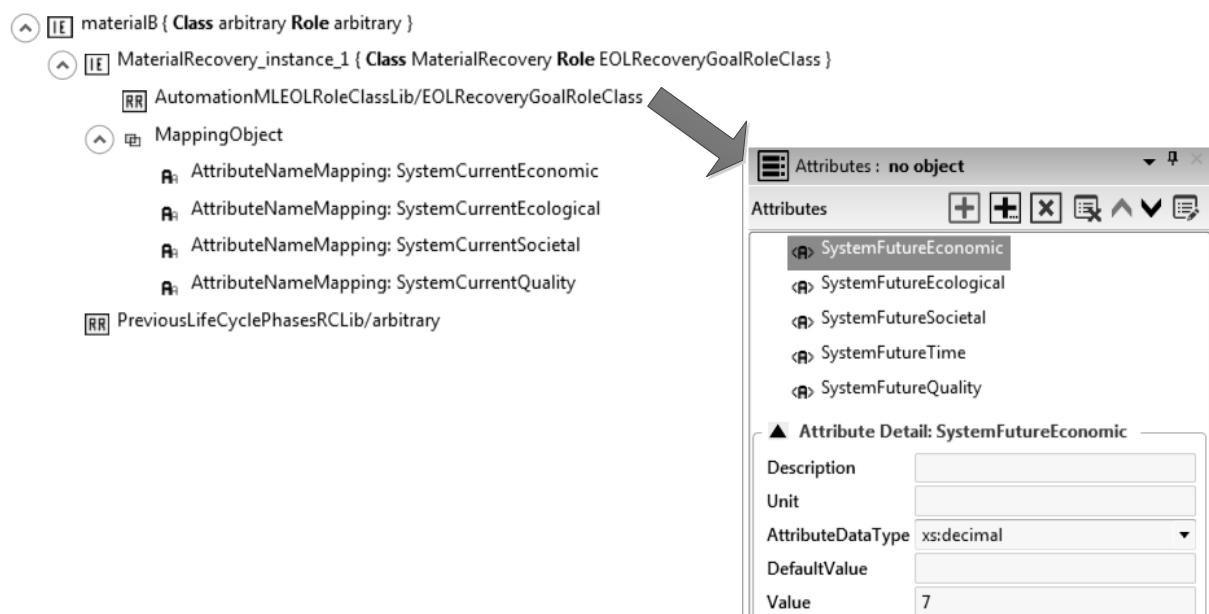 IE materialB { Class arbitrary Role arbitrary }
IE MaterialRecovery_instance_1 { Class MaterialRecovery Role EOLRecoveryGoalRoleClass }
RR AutomationMLEOLRoleClassLib/EOLRecoveryGoalRoleClass
MappingObject
AttributeNameMapping: SystemCurrentEconomic
AttributeNameMapping: SystemCurrentEcological
AttributeNameMapping: SystemCurrentSocietal
AttributeNameMapping: SystemCurrentQuality
RR PreviousLifeCyclePhasesRCLib/arbitrary
Attributes : no object
Attributes
<A> SystemFutureEconomic
<A> SystemFutureEcological
<A> SystemFutureSocietal
<A> SystemFutureTime
<A> SystemFutureQuality
Attribute Detail: SystemFutureEconomic
Description
Unit
AttributeDataType xs:decimal
DefaultValue
Value 7